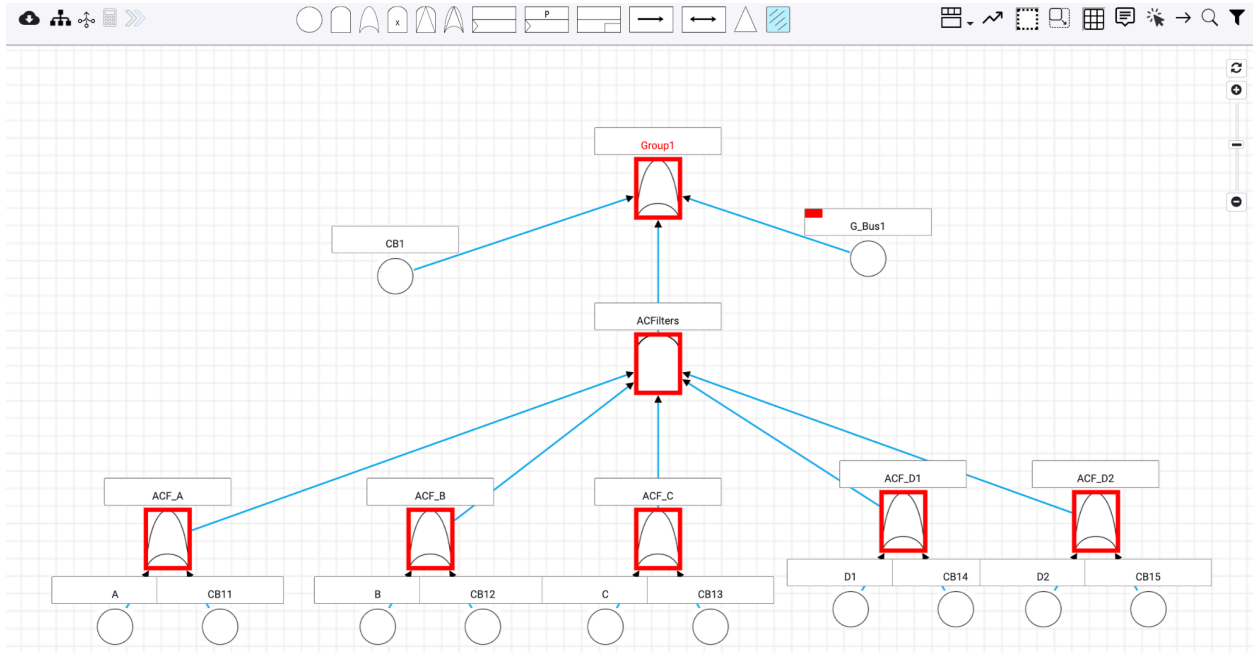 x
P
Group1
G_Bus1
CB1
ACFilters
ACF_D1
ACF_D2
ACF_A
ACF_B
ACF_C
D1
CB14
D2
CB15
A
CB11
B
CB12
C
CB13